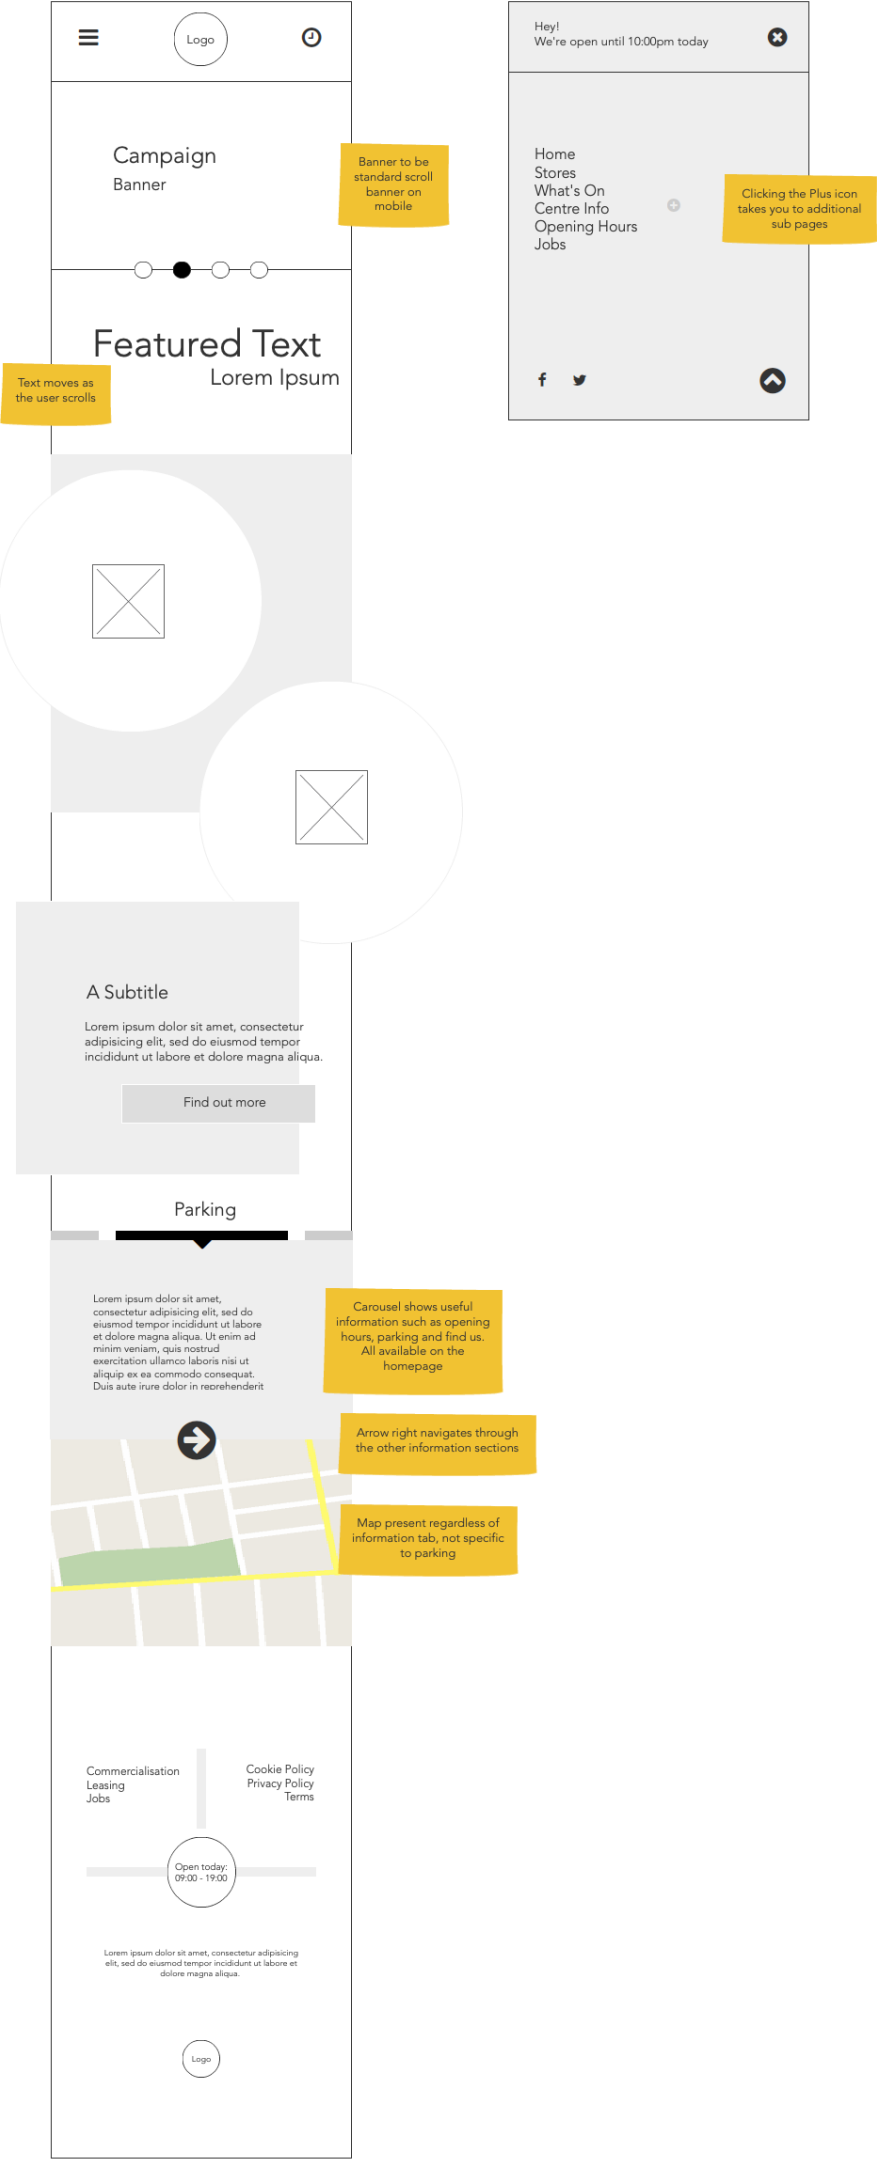 Logo
Campaign
Banner
Banner to be
standard scroll
banner on
mobile
Featured Text
Lorem Ipsum
Text moves as
the user scrolls
A Subtitle
Lorem ipsum dolor sit amet, consectetur
adipisicing elit, sed do eiusmod tempor
incididunt ut labore et dolore magna aliqua.
Find out more
Parking
Lorem ipsum dolor sit amet,
consectetur adipisicing elit, sed do
eiusmod tempor incididunt ut labore
et dolore magna aliqua. Ut enim ad
minim veniam, quis nostrud
exercitation ullamco laboris nisi ut
aliquip ex ea commodo consequat.
Duis aute irure dolor in reprehenderit
Carousel shows useful
information such as opening
hours, parking and find us.
All available on the
homepage
Arrow right navigates through
the other information sections
Map present regardless of
information tab, not specific
to parking
Commercialisation
Leasing
Jobs
Cookie Policy
Privacy Policy
Terms
Open today:
09:00 - 19:00
Lorem ipsum dolor sit amet, consectetur adipisicing
elit, sed do eiusmod tempor incididunt ut labore et
dolore magna aliqua.
Logo
Hey!
We're open until 10:00pm today
Home
Stores
What's On
Centre Info
Opening Hours
Jobs
Clicking the Plus icon
takes you to additional
sub pages